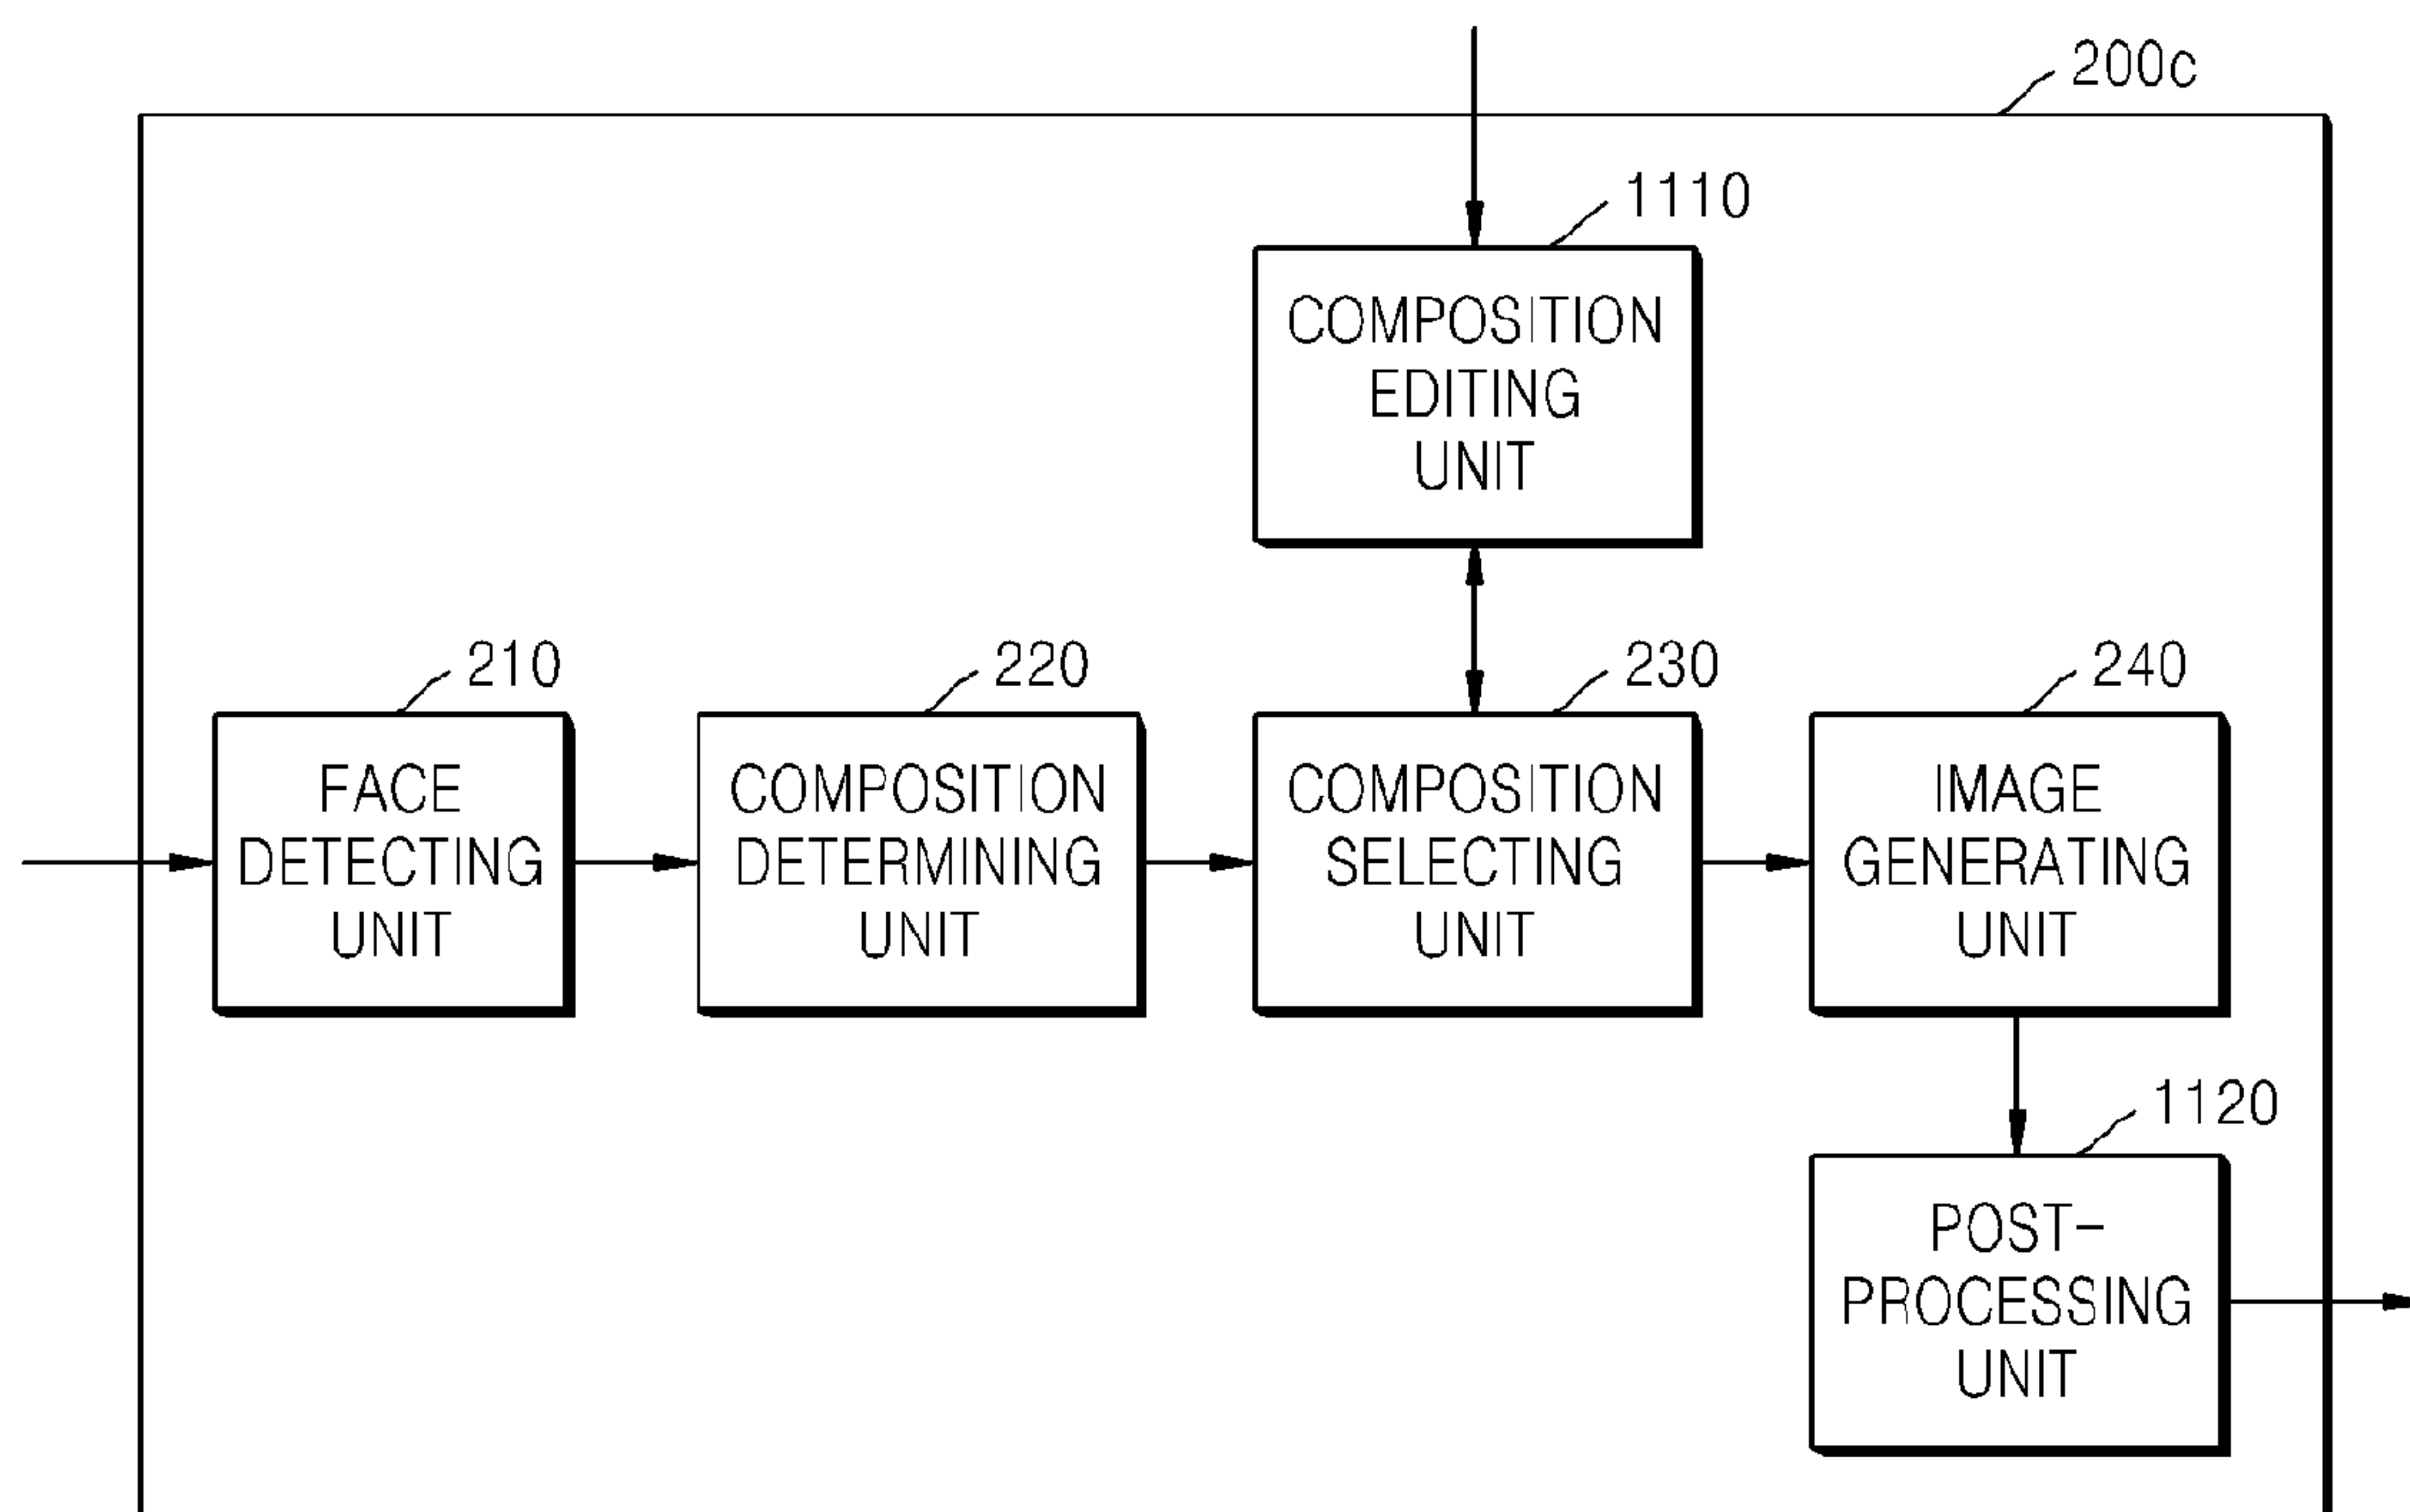 200c
1110
COMPOSITION
EDITING
UNIT
210
FACE
DETECTING
UNIT
220
COMPOSITION
DETERMINING
UNIT
230
COMPOSITION
SELECTING
UNIT
240
IMAGE
GENERATING
UNIT
1120
POST-
PROCESSING
UNIT